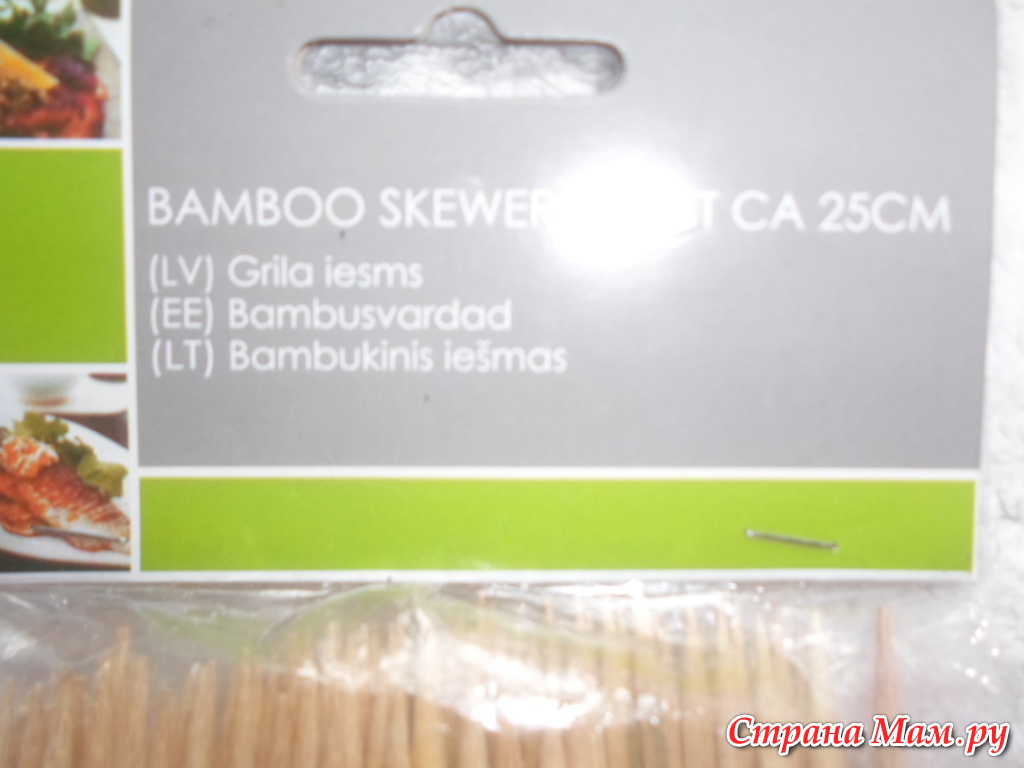 BAMBOO SKEWER CA 25CM
(LV) Grila iesms
(EE) Bambusvardad
(LT) Bambukinis iešmas
Страна Мам.ру